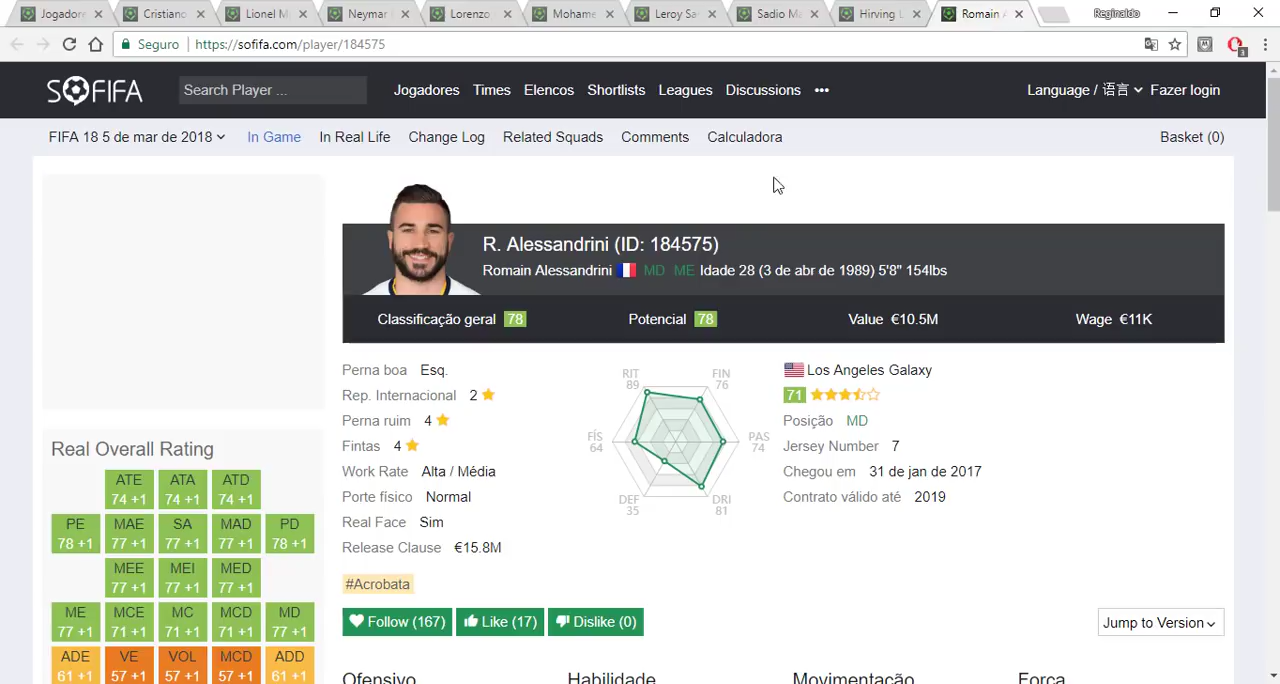 Jogadore Cristiano Lionel M Neymar Lorenzo Mohame Leroy Sa Sadio Ma Hirving L Romain A Reginaldo
Seguro https://sofifa.com/player/184575 3
SOFIFA Search Player ... Jogadores Times Elencos Shortlists Leagues Discussions ••• Language / 语言 Fazer login
FIFA 18 5 de mar de 2018 In Game In Real Life Change Log Related Squads Comments Calculadora Basket (0)
R. Alessandrini (ID: 184575)
Romain Alessandrini MD ME Idade 28 (3 de abr de 1989) 5'8" 154lbs
Classificação geral 78 Potencial 78 Value €10.5M Wage €11K
Perna boa Esq.
Rep. Internacional 2
Perna ruim 4
Fintas 4
Work Rate Alta / Média
Porte físico Normal
Real Face Sim
Release Clause €15.8M
#Acrobata
RIT 89
FIN 76
FÍS 64
PAS 74
DEF 35
DRI 81
Los Angeles Galaxy
71
Posição MD
Jersey Number 7
Chegou em 31 de jan de 2017
Contrato válido até 2019
Real Overall Rating
ATE ATA ATD
74 +1 74 +1 74 +1
PE MAE SA MAD PD
78 +1 77 +1 77 +1 77 +1 78 +1
MEE MEI MED
77 +1 77 +1 77 +1
ME MCE MC MCD MD
77 +1 71 +1 71 +1 71 +1 77 +1
ADE VE VOL MCD ADD
61 +1 57 +1 57 +1 57 +1 61 +1
Follow (167) Like (17) Dislike (0) Jump to Version
Ofensivo Habilidade Movimentação Força